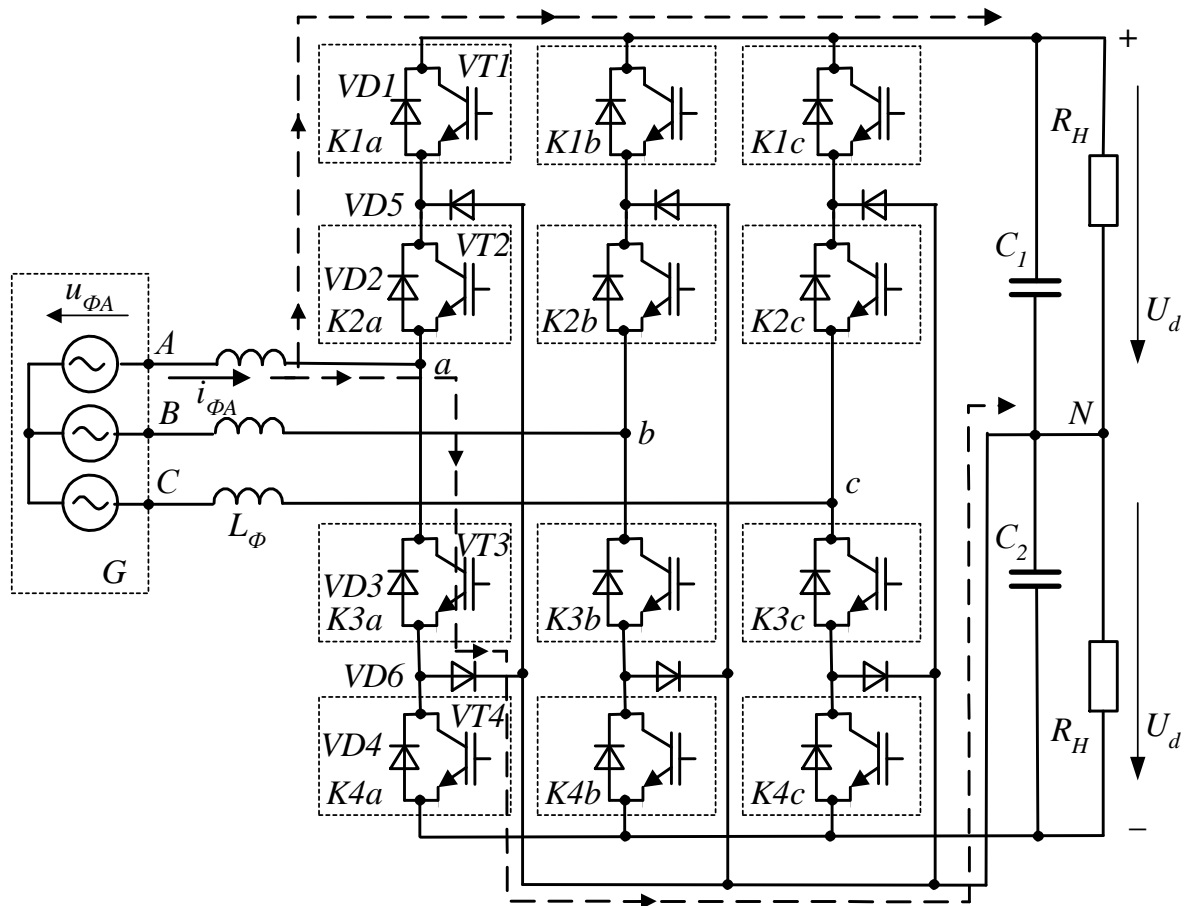 +
VT1
VD1
K1a
K1b
K1c
R_H
VD5
VT2
VD2
K2a
K2b
K2c
C_1
U_d
u_ΦA
A
a
i_ΦA
B
b
N
C
c
L_Φ
G
VT3
VD3
K3a
K3b
K3c
C_2
VD6
VT4
VD4
K4a
K4b
K4c
R_H
U_d
−